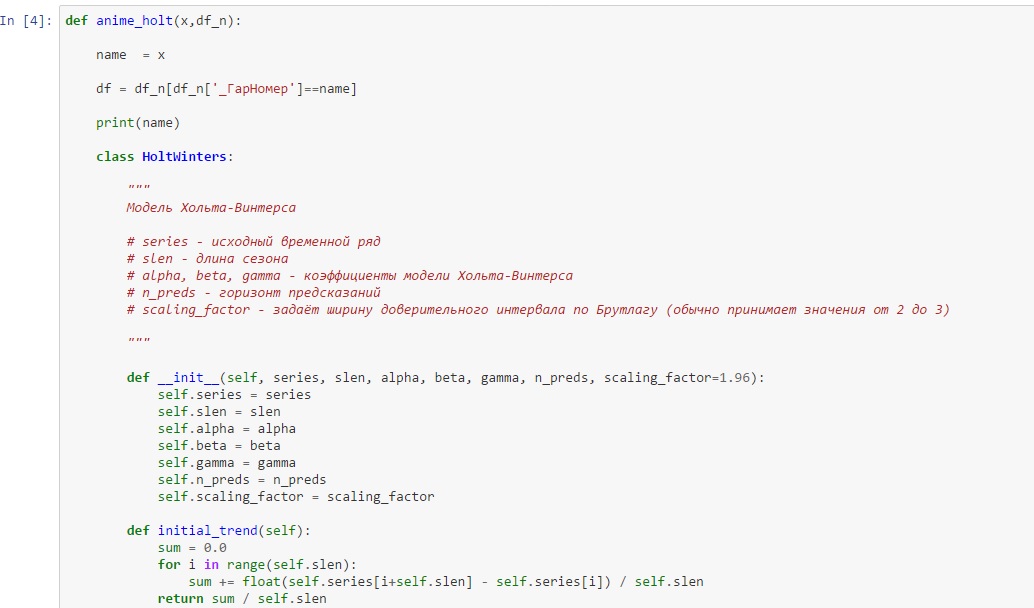 In [4]: def anime_holt(x,df_n):
name  = x
df = df_n[df_n['_ГарНомер']==name]
print(name)
class HoltWinters:
"""
Модель Хольта-Винтерса
# series - исходный временной ряд
# slen - длина сезона
# alpha, beta, gamma - коэффициенты модели Хольта-Винтерса
# n_preds - горизонт предсказаний
# scaling_factor - задаёт ширину доверительного интервала по Брутлагу (обычно принимает значения от 2 до 3)
"""
def __init__(self, series, slen, alpha, beta, gamma, n_preds, scaling_factor=1.96):
self.series = series
self.slen = slen
self.alpha = alpha
self.beta = beta
self.gamma = gamma
self.n_preds = n_preds
self.scaling_factor = scaling_factor
def initial_trend(self):
sum = 0.0
for i in range(self.slen):
sum += float(self.series[i+self.slen] - self.series[i]) / self.slen
return sum / self.slen